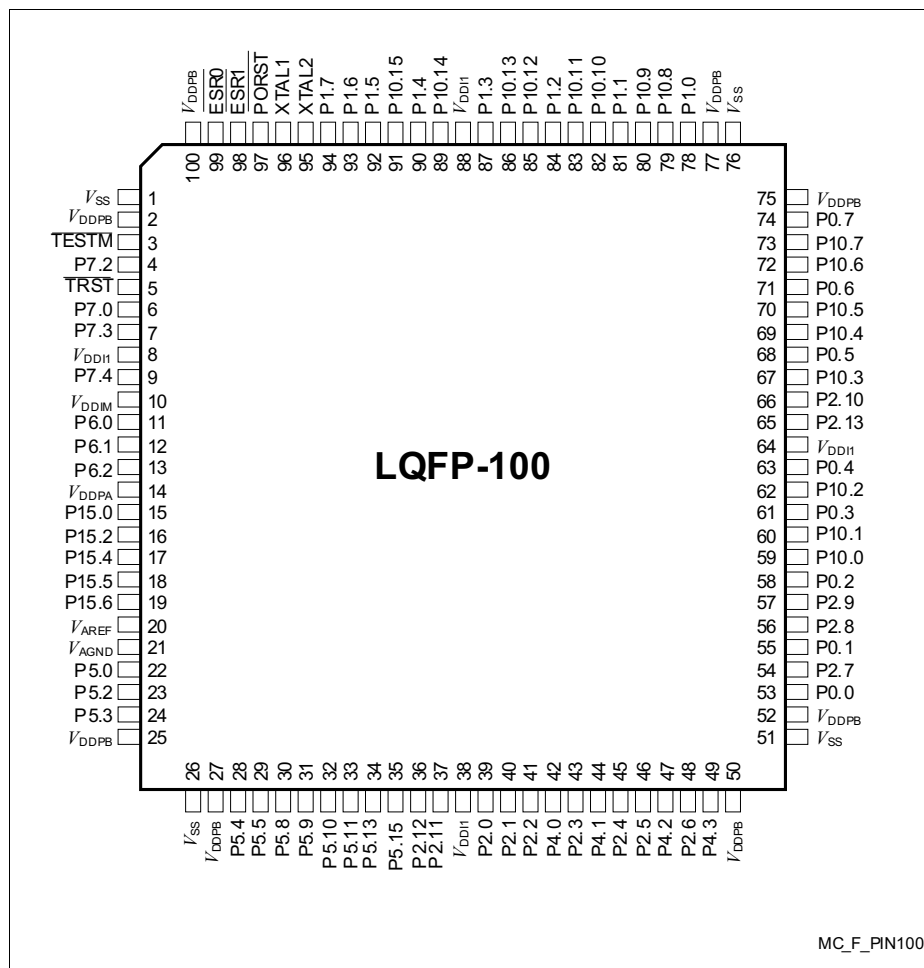 VDDPB ESR0 ESR1 PORST XTAL1 XTAL2 P1.7 P1.6 P1.5 P10.15 P1.4 P10.14 VDDI1 P1.3 P10.13 P10.12 P1.2 P10.11 P10.10 P1.1 P10.9 P10.8 P1.0 VDDPB VSS
100 99 98 97 96 95 94 93 92 91 90 89 88 87 86 85 84 83 82 81 80 79 78 77 76
VSS 1 75 VDDPB
VDDPB 2 74 P0.7
TESTM 3 73 P10.7
P7.2 4 72 P10.6
TRST 5 71 P0.6
P7.0 6 70 P10.5
P7.3 7 69 P10.4
VDDI1 8 68 P0.5
P7.4 9 67 P10.3
VDDIM 10 66 P2.10
P6.0 11 65 P2.13
P6.1 12 64 VDDI1
P6.2 13 63 P0.4
VDDPA 14 62 P10.2
P15.0 15 61 P0.3
P15.2 16 60 P10.1
P15.4 17 59 P10.0
P15.5 18 58 P0.2
P15.6 19 57 P2.9
VAREF 20 56 P2.8
VAGND 21 55 P0.1
P5.0 22 54 P2.7
P5.2 23 53 P0.0
P5.3 24 52 VDDPB
VDDPB 25 51 VSS
LQFP-100
26 27 28 29 30 31 32 33 34 35 36 37 38 39 40 41 42 43 44 45 46 47 48 49 50
VSS VDDPB P5.4 P5.5 P5.8 P5.9 P5.10 P5.11 P5.13 P5.15 P2.12 P2.11 VDDI1 P2.0 P2.1 P2.2 P4.0 P2.3 P4.1 P2.4 P2.5 P4.2 P2.6 P4.3 VDDPB
MC_F_PIN100